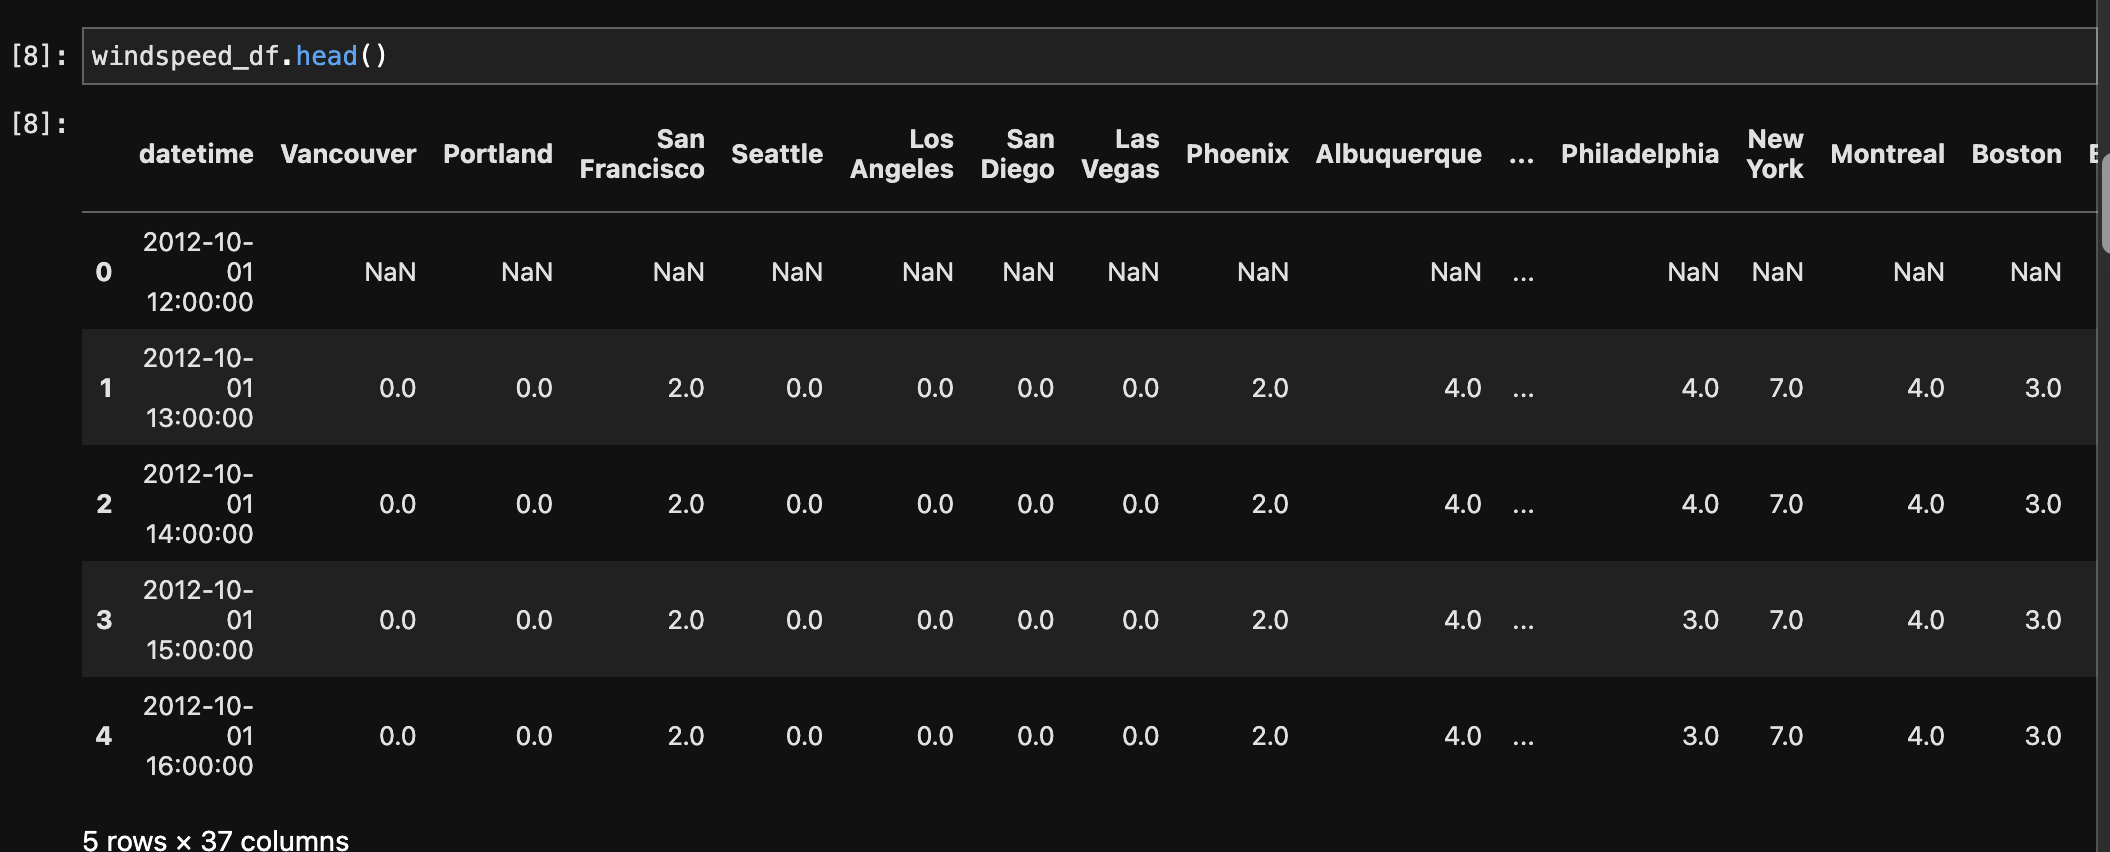 [8]: windspeed_df.head()
[8]:
datetime Vancouver Portland San Francisco Seattle Los Angeles San Diego Las Vegas Phoenix Albuquerque ... Philadelphia New York Montreal Boston
0 2012-10-01 12:00:00 NaN NaN NaN NaN NaN NaN NaN NaN NaN ... NaN NaN NaN NaN
1 2012-10-01 13:00:00 0.0 0.0 2.0 0.0 0.0 0.0 0.0 2.0 4.0 ... 4.0 7.0 4.0 3.0
2 2012-10-01 14:00:00 0.0 0.0 2.0 0.0 0.0 0.0 0.0 2.0 4.0 ... 4.0 7.0 4.0 3.0
3 2012-10-01 15:00:00 0.0 0.0 2.0 0.0 0.0 0.0 0.0 2.0 4.0 ... 3.0 7.0 4.0 3.0
4 2012-10-01 16:00:00 0.0 0.0 2.0 0.0 0.0 0.0 0.0 2.0 4.0 ... 3.0 7.0 4.0 3.0
5 rows × 37 columns